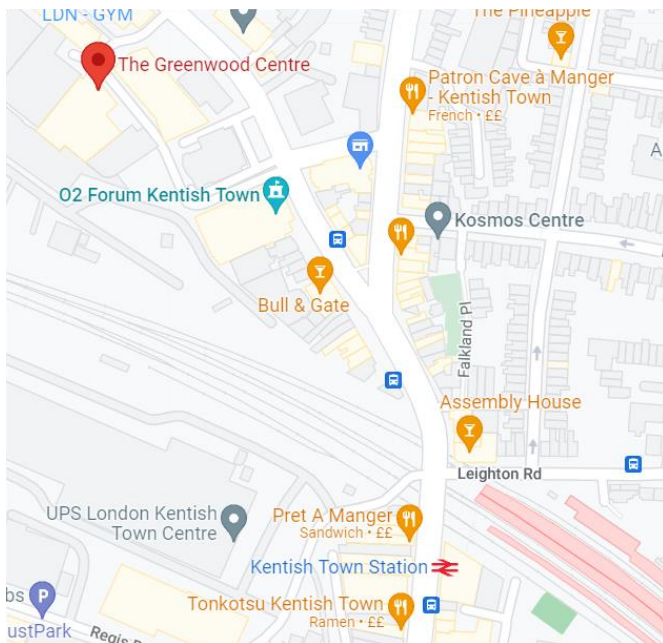 LDN - GYM
The Pineapple
The Greenwood Centre
Patron Cave à Manger
- Kentish Town
French • ££
A
O2 Forum Kentish Town
Kosmos Centre
Bull & Gate
Falkland Pl
Assembly House
Leighton Rd
UPS London Kentish
Town Centre
Pret A Manger
Sandwich • ££
Kentish Town Station
bs
P
ustPark
Tonkotsu Kentish Town
Ramen • ££
Regis